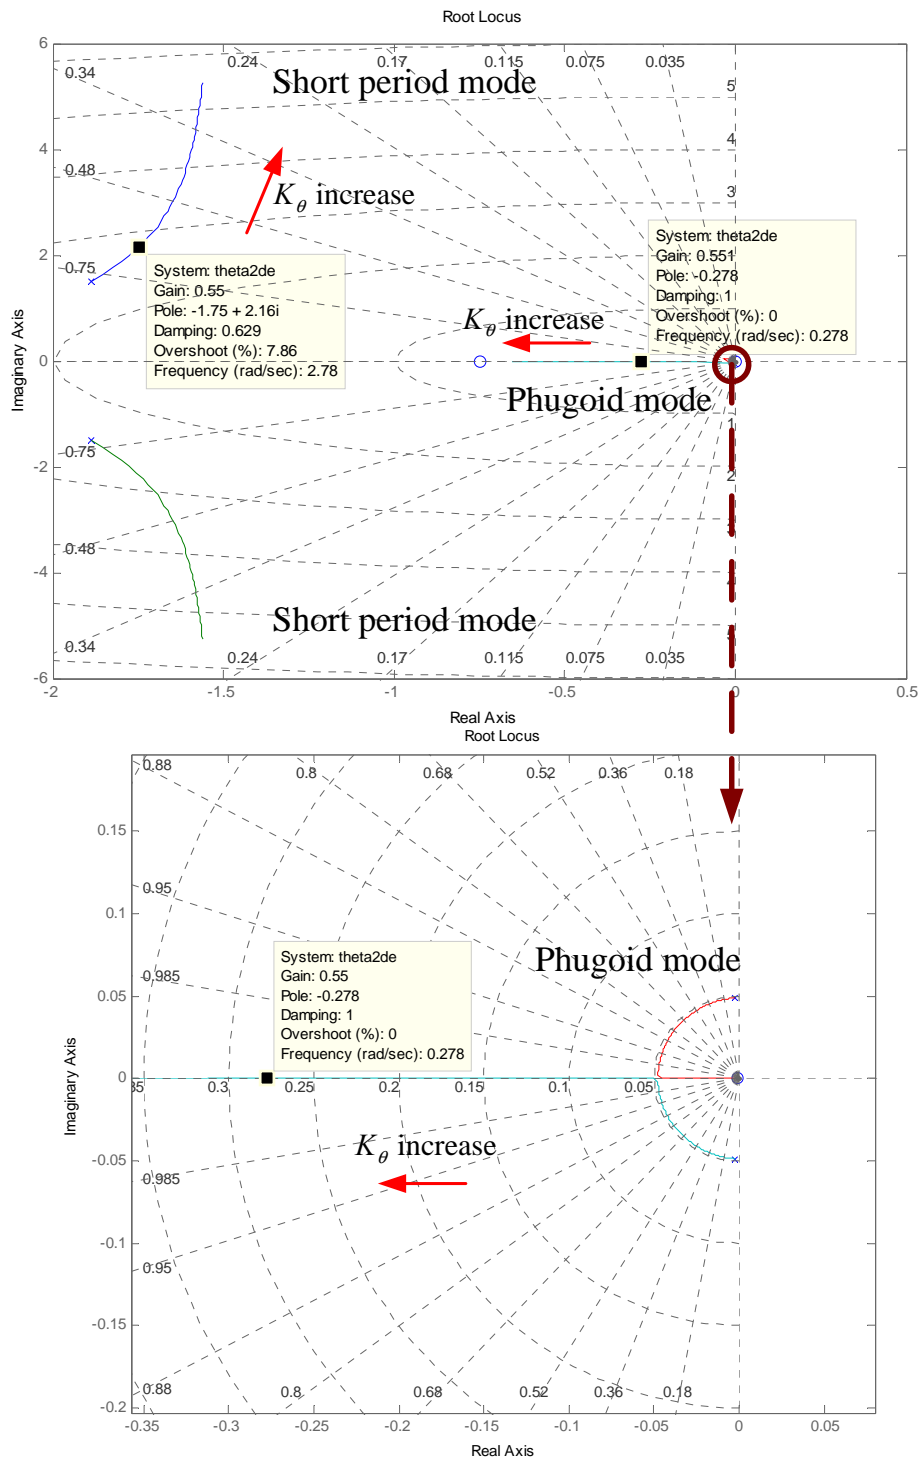 Root Locus
6
0.34
0.24
0.17
0.115
0.075
0.035
5
Short period mode
4
4
0.48
3
K_θ increase
2
0.75
System: theta2de
Gain: 0.55
Pole: -1.75 + 2.16i
Damping: 0.629
Overshoot (%): 7.86
Frequency (rad/sec): 2.78
System: theta2de
Gain: 0.551
Pole: -0.278
Damping: 1
Overshoot (%): 0
Frequency (rad/sec): 0.278
K_θ increase
0
Imaginary Axis
Phugoid mode
1
0.75
-2
2
0.48
-4
Short period mode
0.34
0.24
0.17
0.115
0.075
0.035
-6
-2
-1.5
-1
-0.5
0
0.5
Real Axis
Root Locus
0.88
0.8
0.68
0.52
0.36
0.18
0.15
0.95
0.1
System: theta2de
Gain: 0.55
Pole: -0.278
Damping: 1
Overshoot (%): 0
Frequency (rad/sec): 0.278
Phugoid mode
0.985
0.05
0
0.3
0.25
0.2
0.15
0.1
0.05
Imaginary Axis
K_θ increase
-0.05
0.985
-0.1
0.95
-0.15
0.88
0.8
0.68
0.52
0.36
0.18
-0.2
-0.35
-0.3
-0.25
-0.2
-0.15
-0.1
-0.05
0
0.05
Real Axis